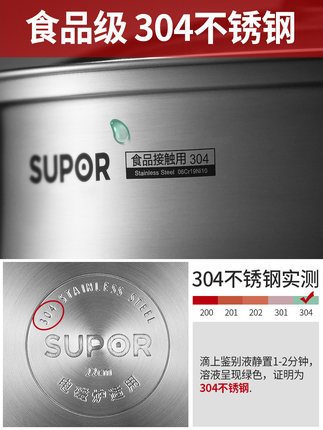 食品级 304不锈钢
SUPOR
食品接触用 304
Stainless Steel 06Cr19Ni10
304 STAINLESS STEEL
SUPOR
22cm
电磁炉适用
304不锈钢实测
200 201 202 301 304
滴上鉴别液静置1-2分钟，
溶液呈现绿色，证明为
304不锈钢.